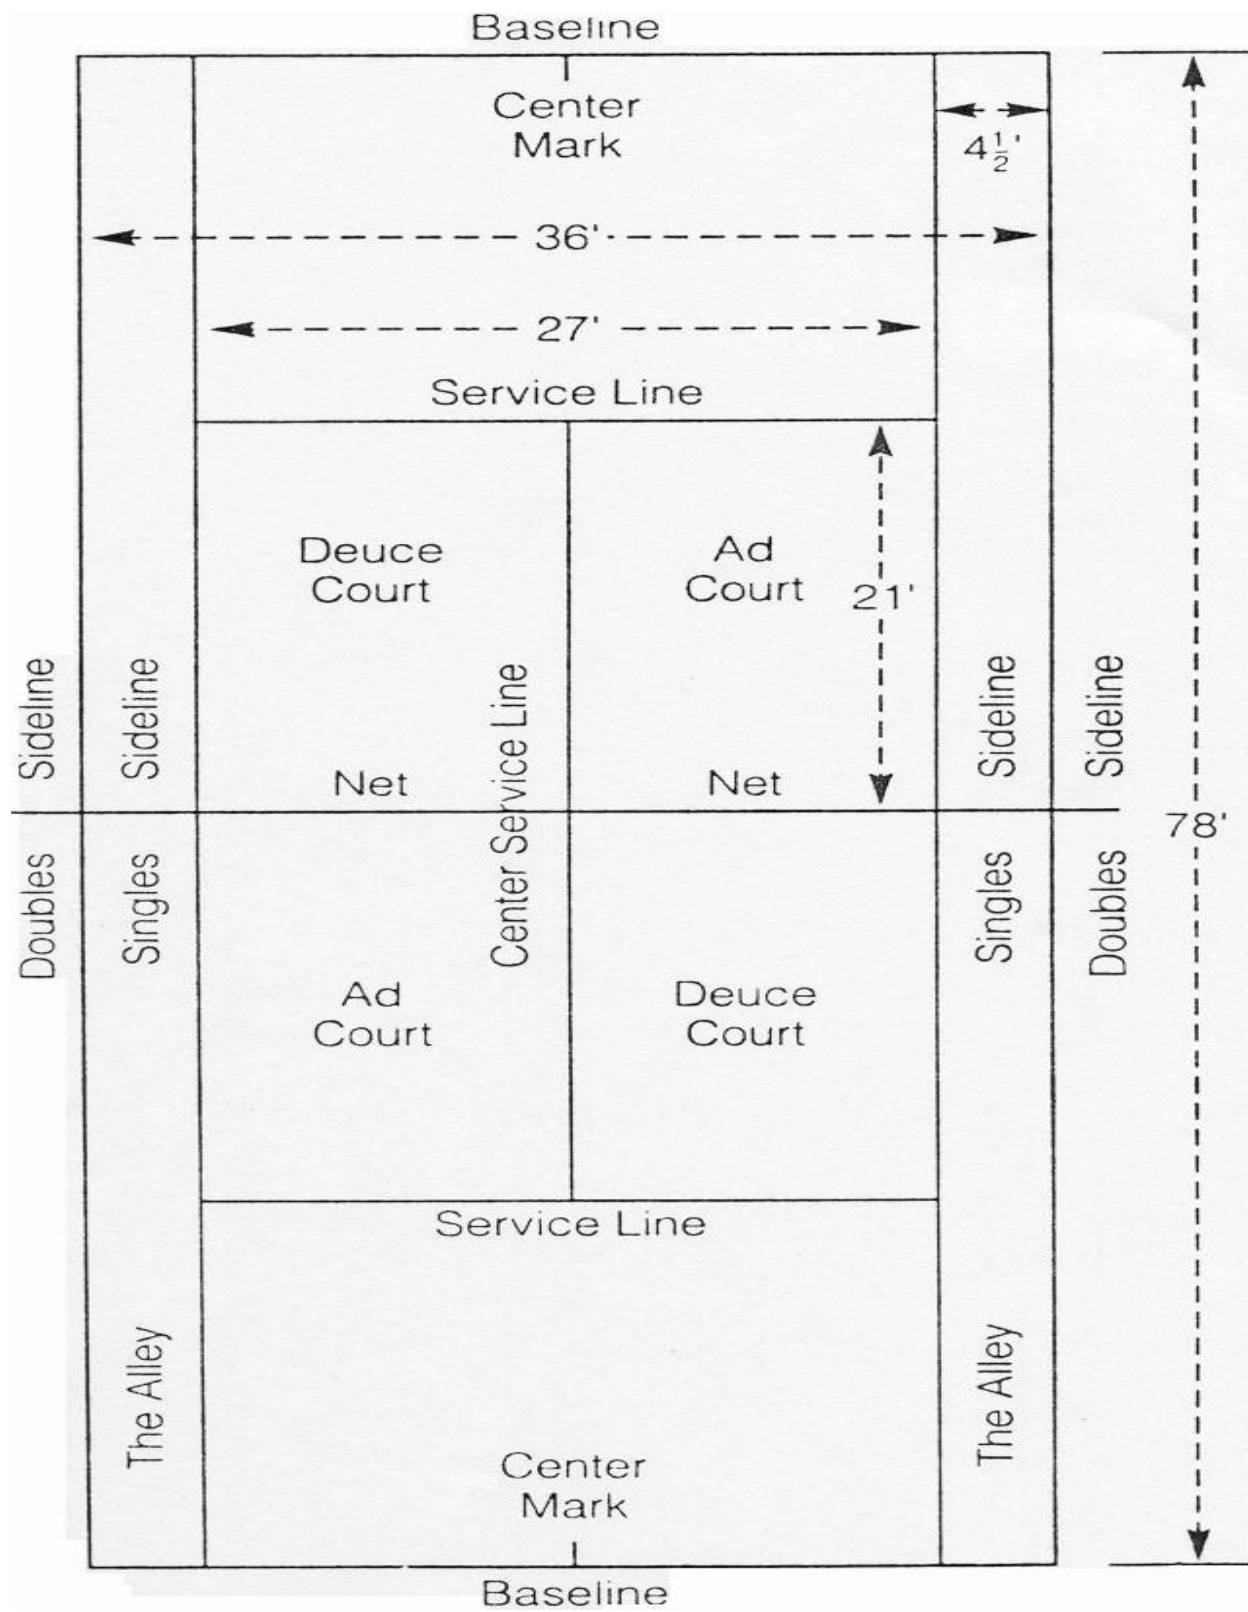 Baseline
Center
Mark
4½'
36'
27'
Service Line
Deuce
Court
Ad
Court
21'
Sideline
Sideline
Center Service Line
Sideline
Sideline
Net
Net
78'
Doubles
Singles
Singles
Doubles
Ad
Court
Deuce
Court
Service Line
The Alley
The Alley
Center
Mark
Baseline